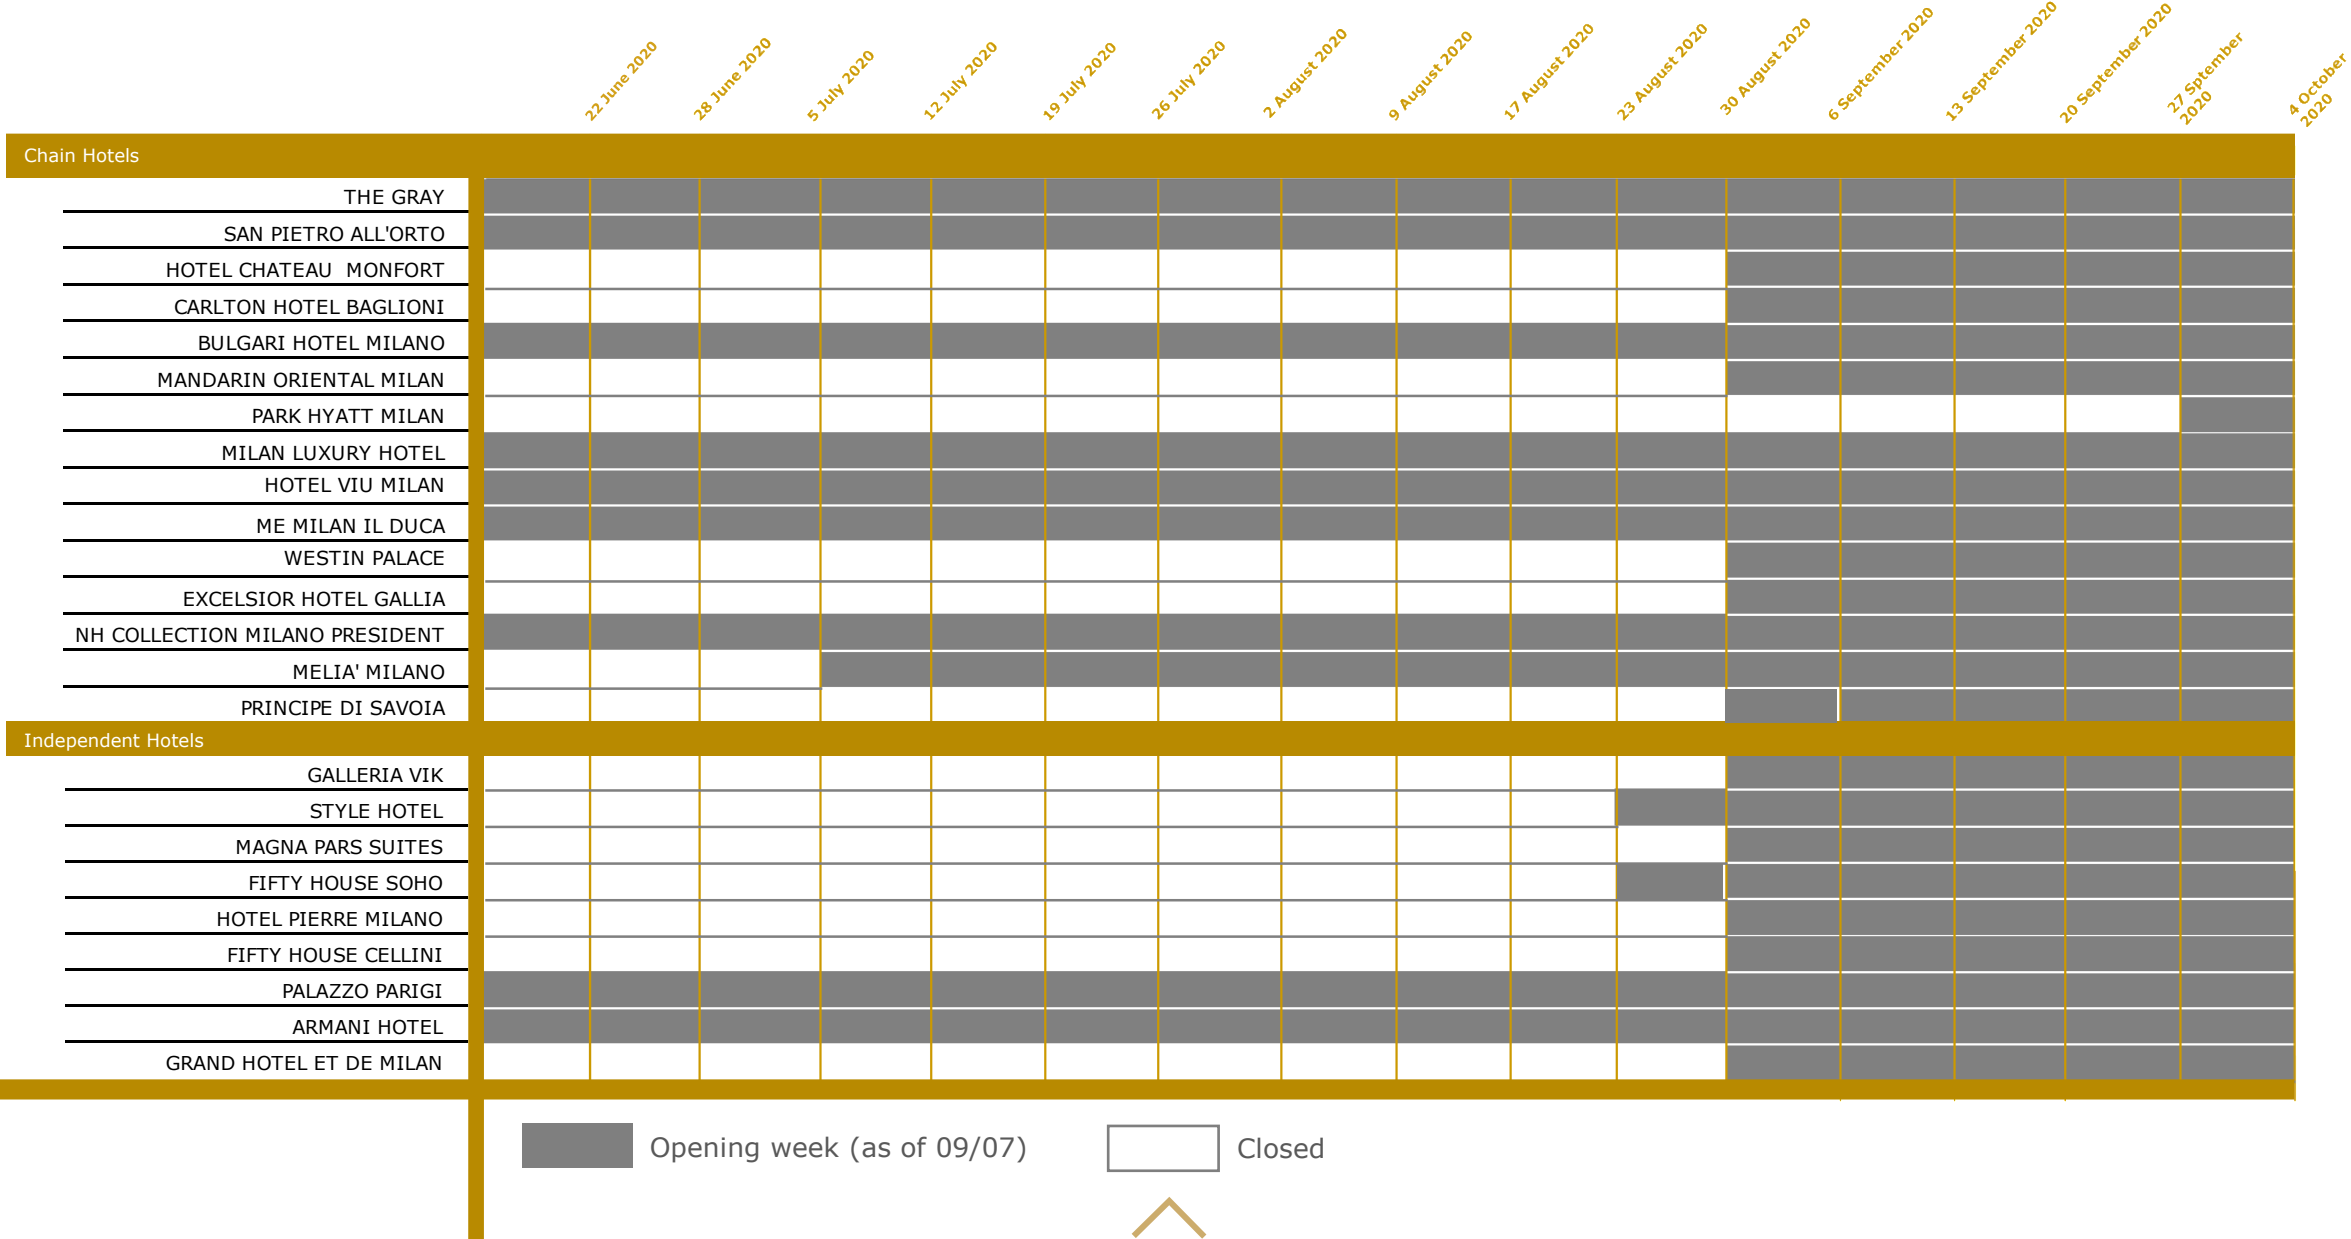 22 June 2020
28 June 2020
5 July 2020
12 July 2020
19 July 2020
26 July 2020
2 August 2020
9 August 2020
17 August 2020
23 August 2020
30 August 2020
6 September 2020
13 September 2020
20 September 2020
27 Sptember
2020
4 October
2020
Chain Hotels
THE GRAY
SAN PIETRO ALL'ORTO
HOTEL CHATEAU  MONFORT
CARLTON HOTEL BAGLIONI
BULGARI HOTEL MILANO
MANDARIN ORIENTAL MILAN
PARK HYATT MILAN
MILAN LUXURY HOTEL
HOTEL VIU MILAN
ME MILAN IL DUCA
WESTIN PALACE
EXCELSIOR HOTEL GALLIA
NH COLLECTION MILANO PRESIDENT
MELIA' MILANO
PRINCIPE DI SAVOIA
Independent Hotels
GALLERIA VIK
STYLE HOTEL
MAGNA PARS SUITES
FIFTY HOUSE SOHO
HOTEL PIERRE MILANO
FIFTY HOUSE CELLINI
PALAZZO PARIGI
ARMANI HOTEL
GRAND HOTEL ET DE MILAN
Opening week (as of 09/07)
Closed